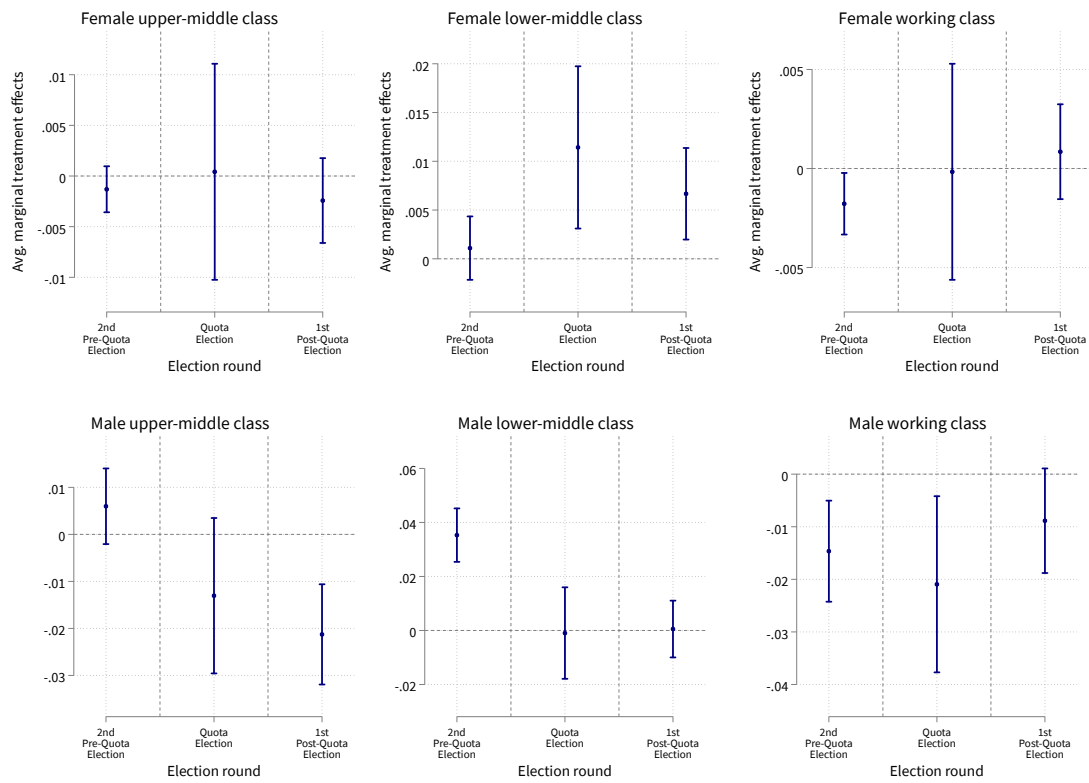 Female upper-middle class
Avg. marginal treatment effects
.01
.005
0
-.005
-.01
2nd
Pre-Quota
Election
Quota
Election
1st
Post-Quota
Election
Election round
Female lower-middle class
Avg. marginal treatment effects
.02
.015
.01
.005
0
2nd
Pre-Quota
Election
Quota
Election
1st
Post-Quota
Election
Election round
Female working class
Avg. marginal treatment effects
.005
0
-.005
2nd
Pre-Quota
Election
Quota
Election
1st
Post-Quota
Election
Election round
Male upper-middle class
.01
0
-.01
-.02
-.03
2nd
Pre-Quota
Election
Quota
Election
1st
Post-Quota
Election
Election round
Male lower-middle class
.06
.04
.02
0
-.02
2nd
Pre-Quota
Election
Quota
Election
1st
Post-Quota
Election
Election round
Male working class
0
-.01
-.02
-.03
-.04
2nd
Pre-Quota
Election
Quota
Election
1st
Post-Quota
Election
Election round